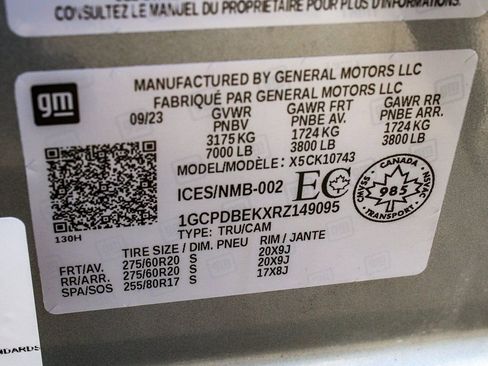 CONSULTEZ LE MANUEL DU PROPRIÉTAIRE POUR PLUS D'INFORMATIONS.
gm
MANUFACTURED BY GENERAL MOTORS LLC
FABRIQUÉ PAR GENERAL MOTORS LLC
09/23 GVWR GAWR FRT GAWR RR
PNBV PNBE AV. PNBE ARR.
3175 KG 1724 KG 1724 KG
7000 LB 3800 LB 3800 LB
MODEL/MODÈLE: X5CK10743
ICES/NMB-002 EC
CANADA
985
TRANSPORT
NSVAC
1GCPDBEKXRZ149095
TYPE: TRU/CAM
130H
TIRE SIZE / DIM. PNEU RIM / JANTE
FRT/AV. 275/60R20 S 20X9J
RR/ARR. 275/60R20 S 20X9J
SPA/SOS 255/80R17 S 17X8J
NDARDS